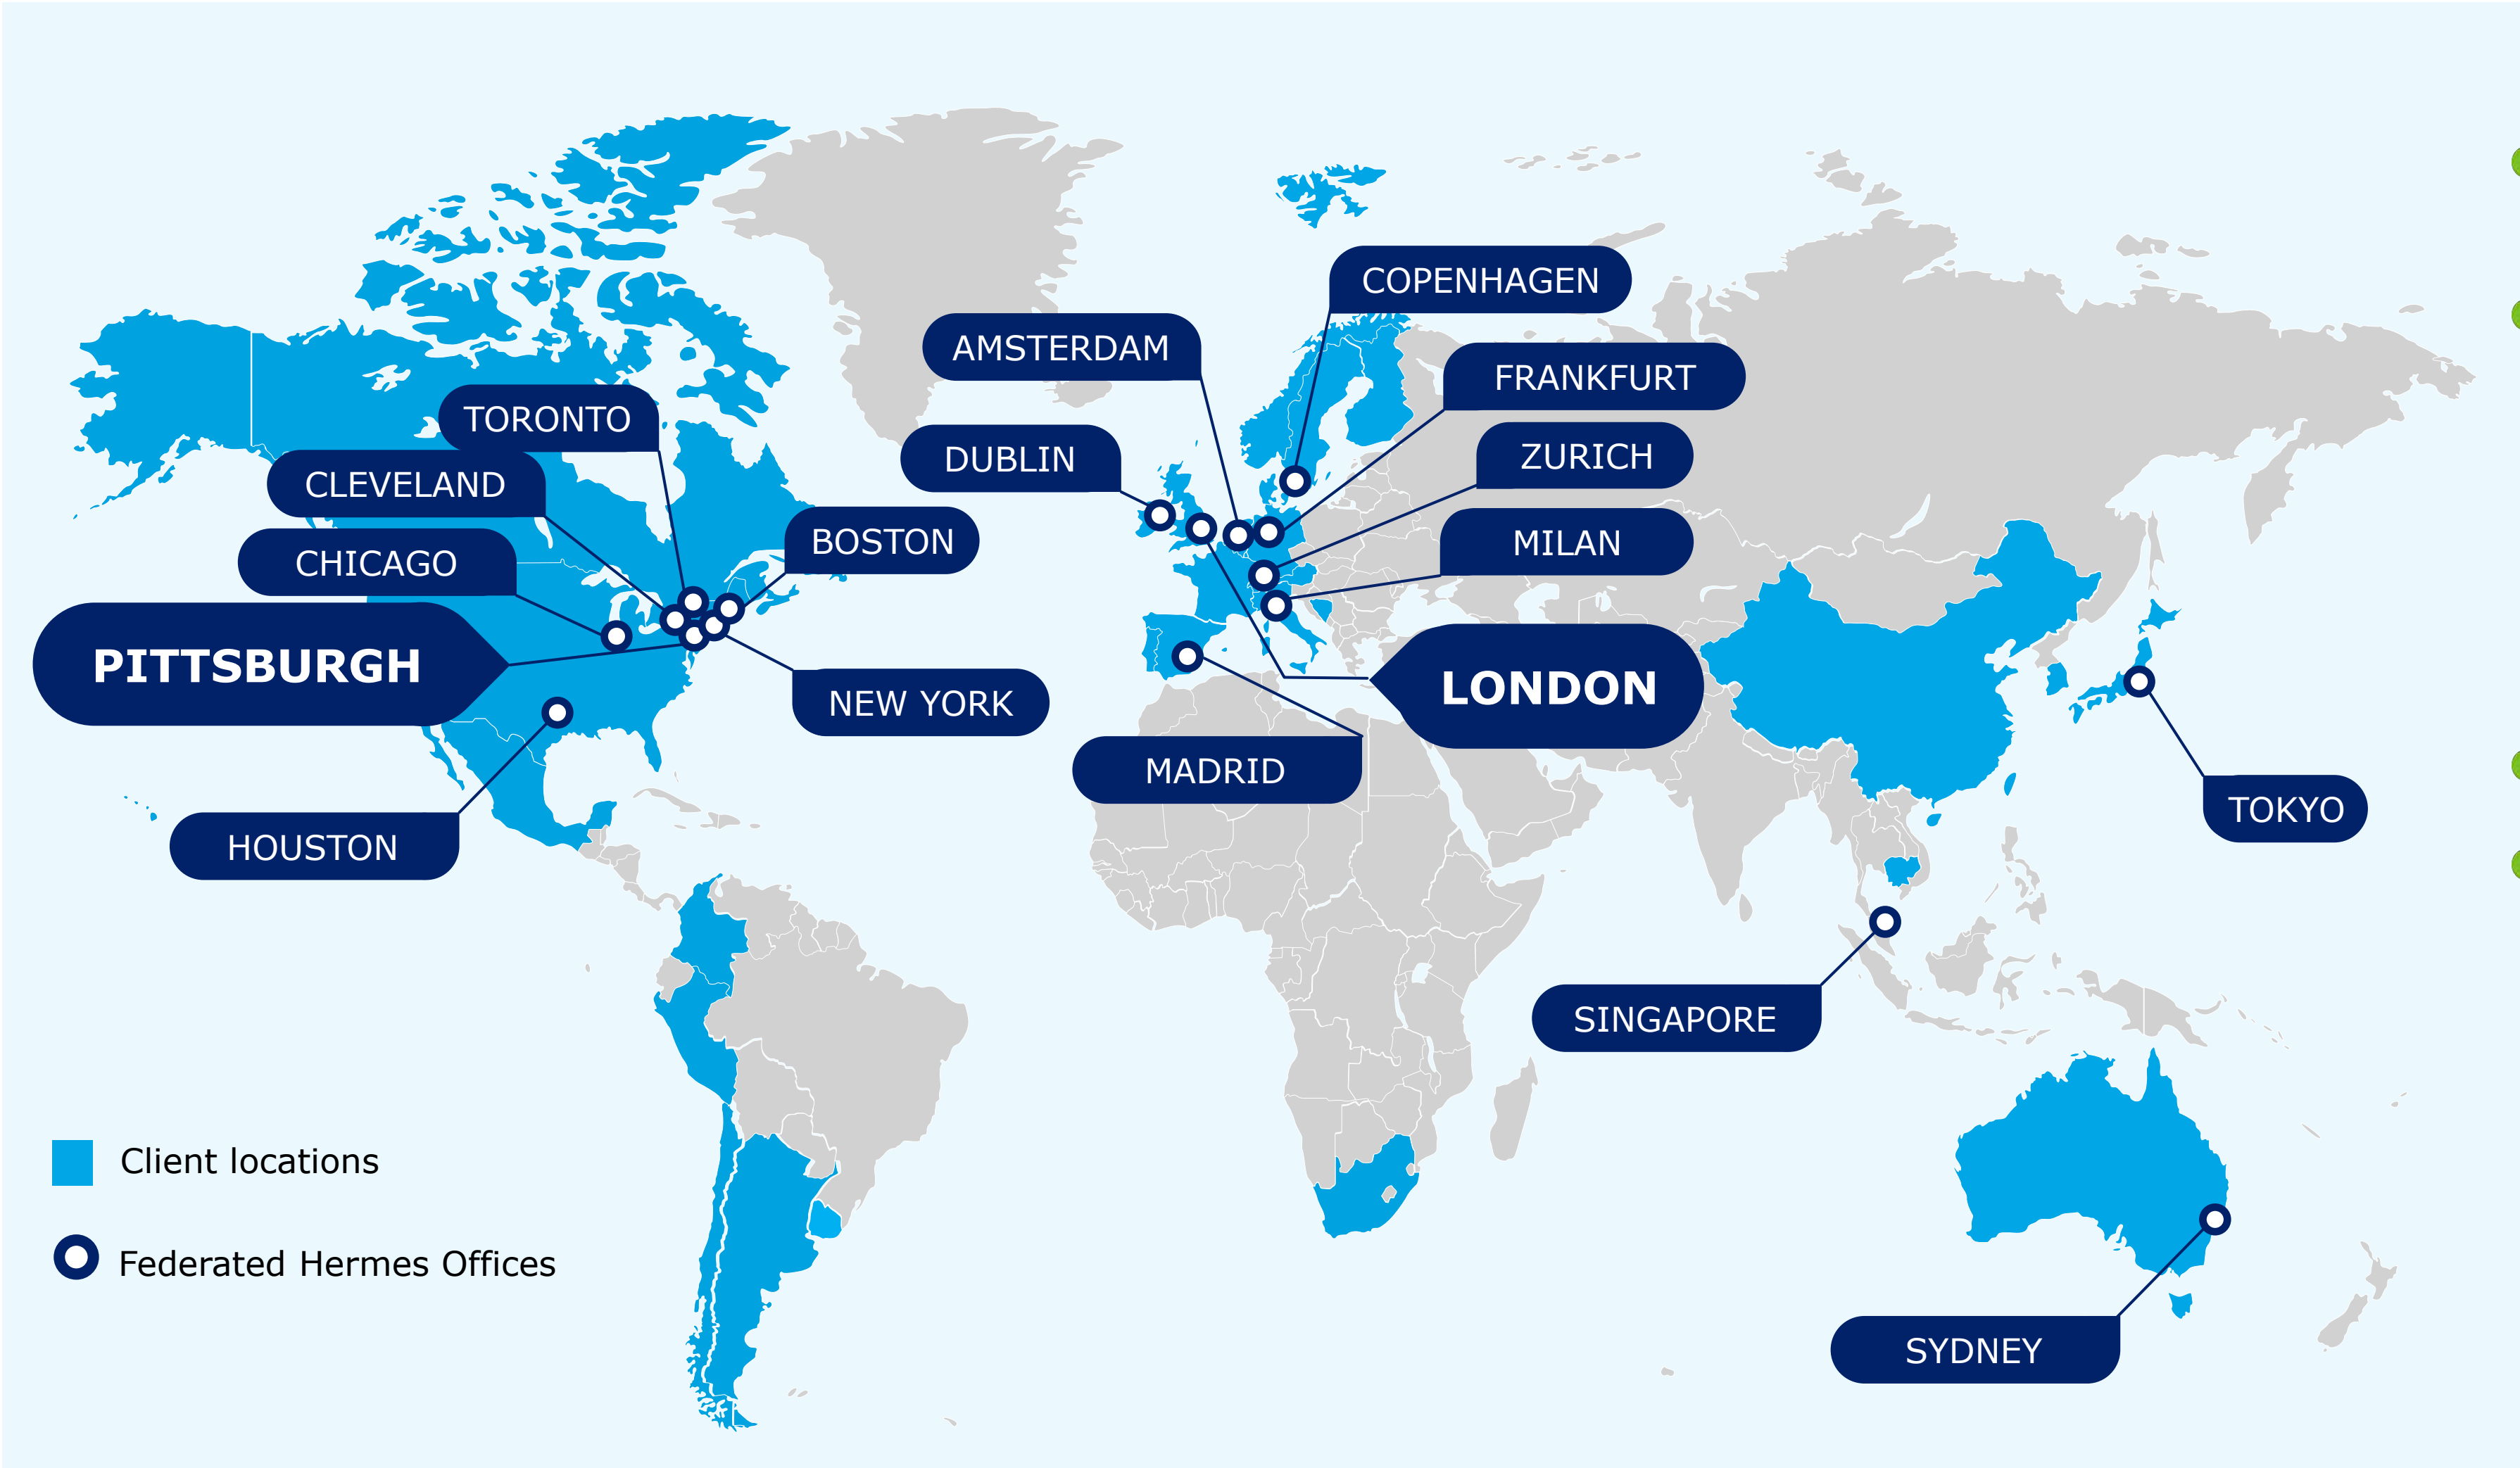 COPENHAGEN
AMSTERDAM
FRANKFURT
TORONTO
DUBLIN
ZURICH
CLEVELAND
BOSTON
MILAN
CHICAGO
PITTSBURGH
LONDON
NEW YORK
MADRID
TOKYO
HOUSTON
SINGAPORE
Client locations
Federated Hermes Offices
SYDNEY